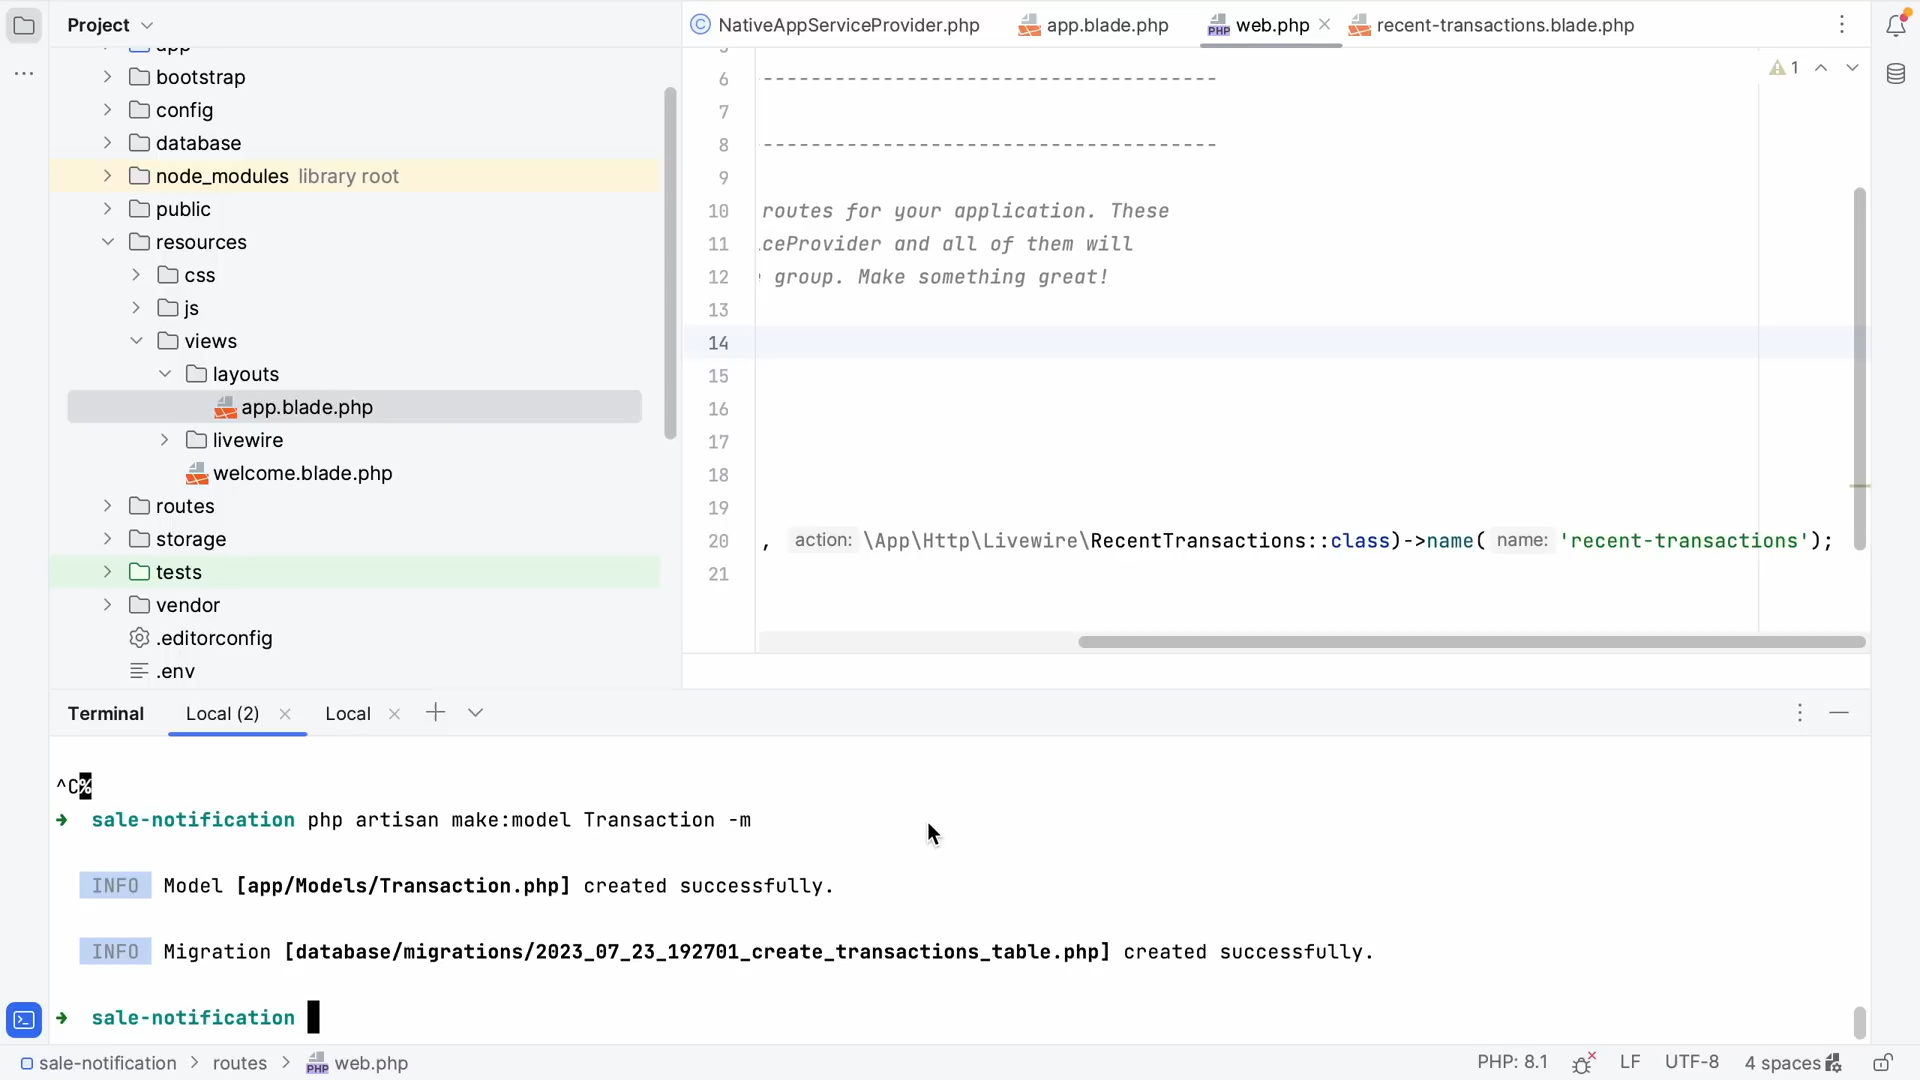 Project
NativeAppServiceProvider.php
app.blade.php
web.php
recent-transactions.blade.php
app
bootstrap
config
database
node_modules library root
public
resources
css
js
views
layouts
app.blade.php
livewire
welcome.blade.php
routes
storage
tests
vendor
.editorconfig
.env
1
5
6 --------------------------------------
7
8 --------------------------------------
9
10 routes for your application. These
11 ceProvider and all of them will
12 group. Make something great!
13
14
15
16
17
18
19
20 , action: \App\Http\Livewire\RecentTransactions::class)->name( name: 'recent-transactions');
21
Terminal
Local (2)
Local
^C%
sale-notification php artisan make:model Transaction -m
INFO Model [app/Models/Transaction.php] created successfully.
INFO Migration [database/migrations/2023_07_23_192701_create_transactions_table.php] created successfully.
sale-notification
sale-notification > routes > web.php
PHP: 8.1
LF
UTF-8
4 spaces